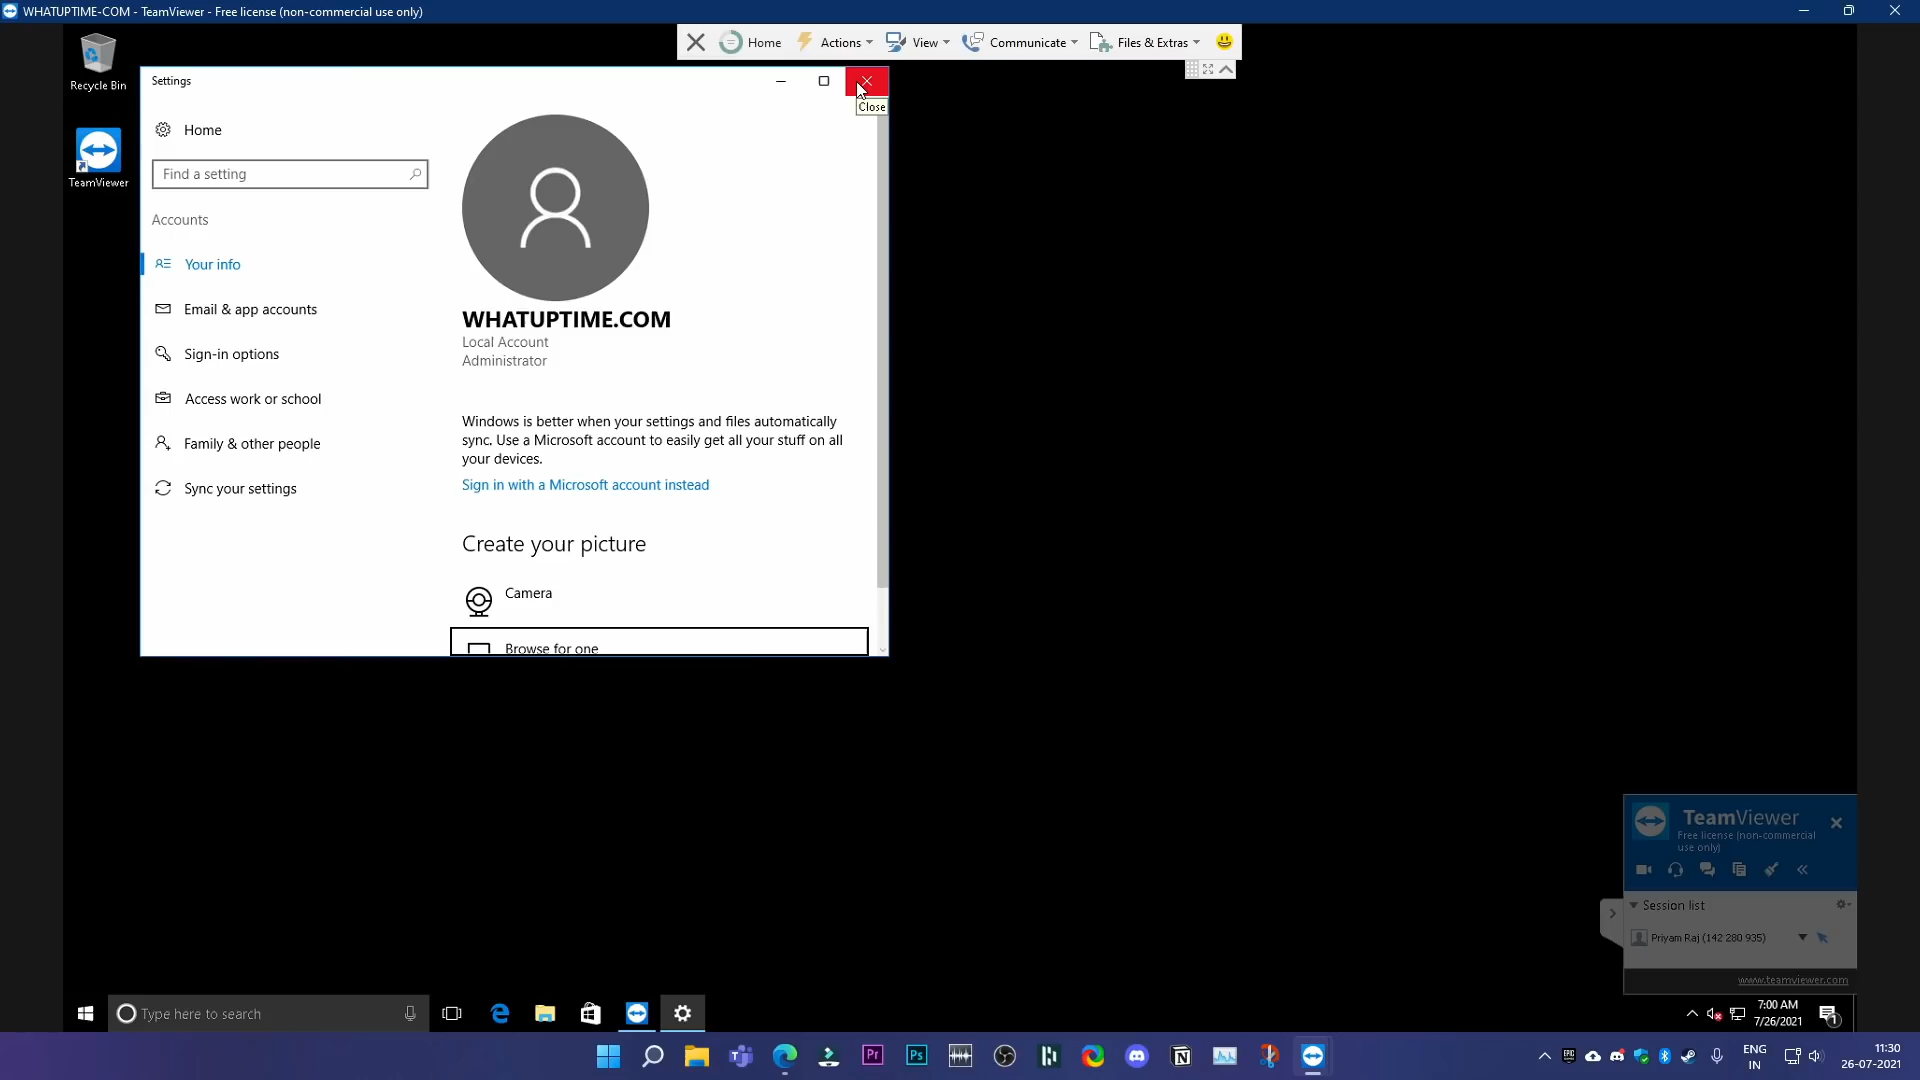 WHATUPTIME-COM - TeamViewer - Free license (non-commercial use only)
Home
Actions
View
Communicate
Files & Extras
Recycle Bin
TeamViewer
Settings
Close
Home
Find a setting
Accounts
Your info
Email & app accounts
Sign-in options
Access work or school
Family & other people
Sync your settings
WHATUPTIME.COM
Local Account
Administrator
Windows is better when your settings and files automatically
sync. Use a Microsoft account to easily get all your stuff on all
your devices.
Sign in with a Microsoft account instead
Create your picture
Camera
Browse for one
TeamViewer
Free license (non-commercial
use only)
Session list
Priyam Raj (142 280 935)
www.teamviewer.com
Type here to search
7:00 AM
7/26/2021
1
Pr
Ps
EPIC
ENG
IN
11:30
26-07-2021